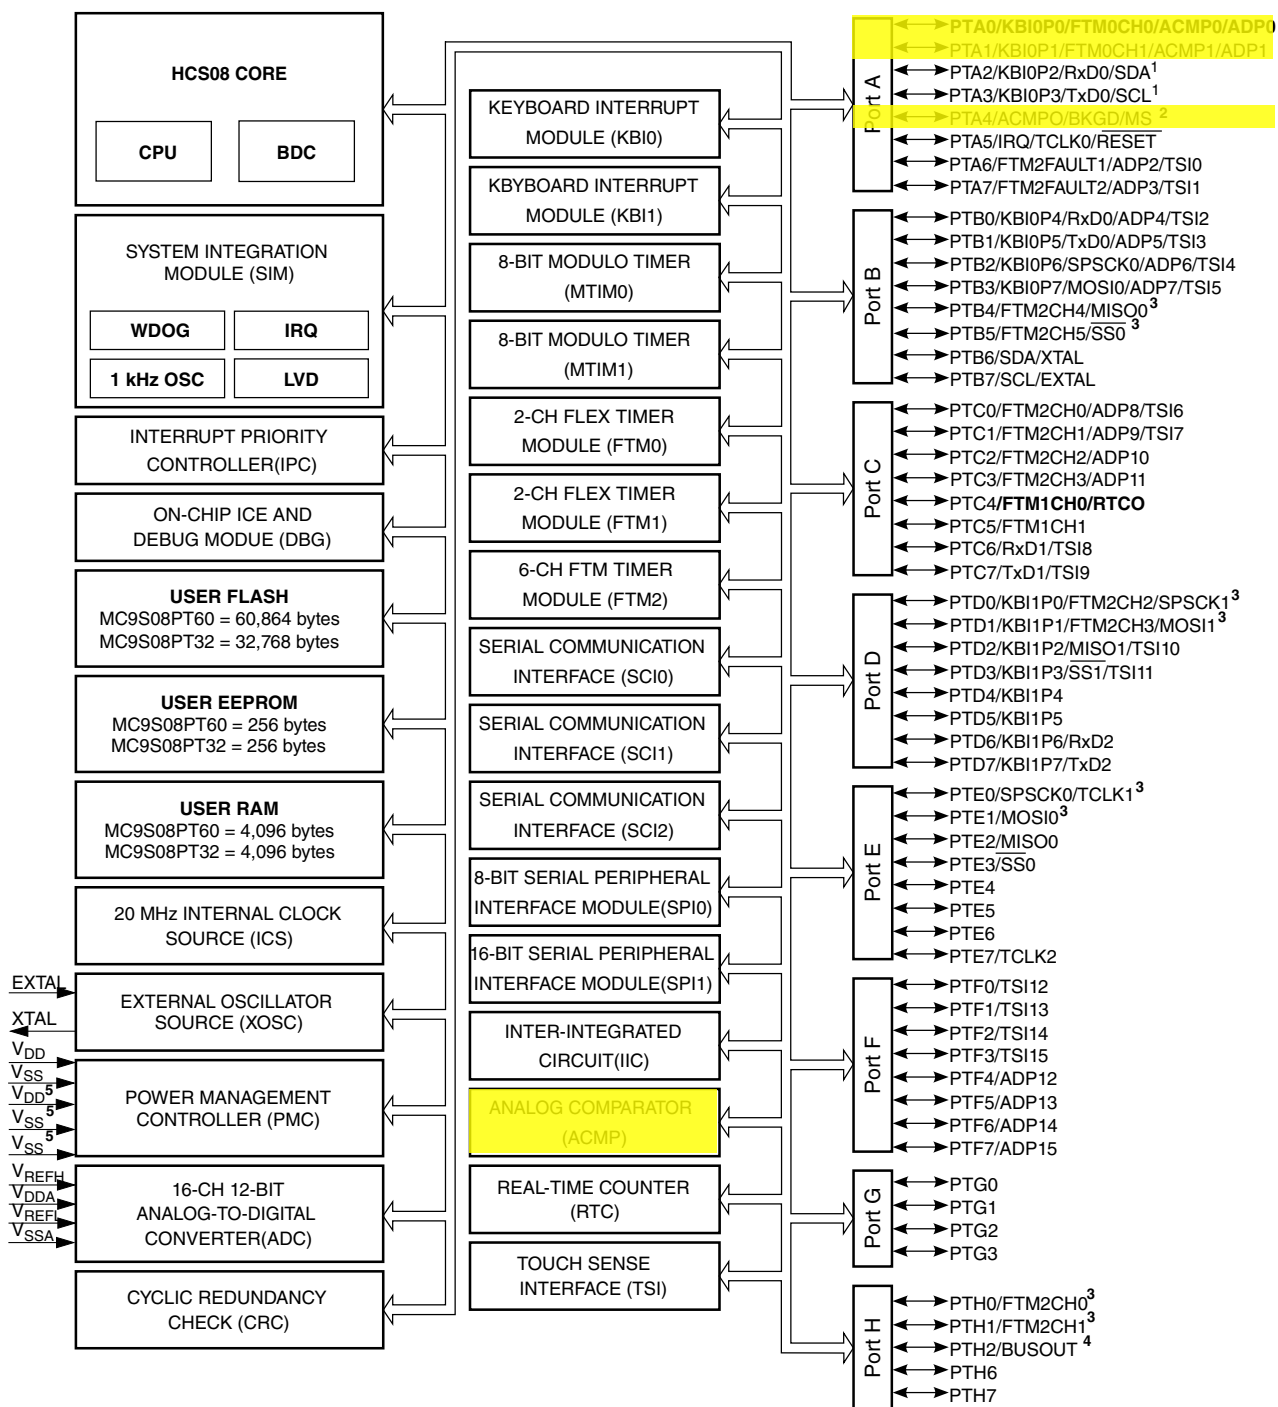 HCS08 CORE
CPU
BDC
SYSTEM INTEGRATION
MODULE (SIM)
WDOG
IRQ
1 kHz OSC
LVD
INTERRUPT PRIORITY
CONTROLLER(IPC)
ON-CHIP ICE AND
DEBUG MODUE (DBG)
USER FLASH
MC9S08PT60 = 60,864 bytes
MC9S08PT32 = 32,768 bytes
USER EEPROM
MC9S08PT60 = 256 bytes
MC9S08PT32 = 256 bytes
USER RAM
MC9S08PT60 = 4,096 bytes
MC9S08PT32 = 4,096 bytes
20 MHz INTERNAL CLOCK
SOURCE (ICS)
EXTAL
XTAL
EXTERNAL OSCILLATOR
SOURCE (XOSC)
VDD
VSS
VDD5
VSS5
VSS5
POWER MANAGEMENT
CONTROLLER (PMC)
VREFH
VDDA
VREFL
VSSA
16-CH 12-BIT
ANALOG-TO-DIGITAL
CONVERTER(ADC)
CYCLIC REDUNDANCY
CHECK (CRC)
KEYBOARD INTERRUPT
MODULE (KBI0)
KBYBOARD INTERRUPT
MODULE (KBI1)
8-BIT MODULO TIMER
(MTIM0)
8-BIT MODULO TIMER
(MTIM1)
2-CH FLEX TIMER
MODULE (FTM0)
2-CH FLEX TIMER
MODULE (FTM1)
6-CH FTM TIMER
MODULE (FTM2)
SERIAL COMMUNICATION
INTERFACE (SCI0)
SERIAL COMMUNICATION
INTERFACE (SCI1)
SERIAL COMMUNICATION
INTERFACE (SCI2)
8-BIT SERIAL PERIPHERAL
INTERFACE MODULE(SPI0)
16-BIT SERIAL PERIPHERAL
INTERFACE MODULE(SPI1)
INTER-INTEGRATED
CIRCUIT(IIC)
ANALOG COMPARATOR
(ACMP)
REAL-TIME COUNTER
(RTC)
TOUCH SENSE
INTERFACE (TSI)
Port A
PTA0/KBI0P0/FTM0CH0/ACMP0/ADP0
PTA1/KBI0P1/FTM0CH1/ACMP1/ADP1
PTA2/KBI0P2/RxD0/SDA1
PTA3/KBI0P3/TxD0/SCL1
PTA4/ACMPO/BKGD/MS 2
PTA5/IRQ/TCLK0/RESET
PTA6/FTM2FAULT1/ADP2/TSI0
PTA7/FTM2FAULT2/ADP3/TSI1
Port B
PTB0/KBI0P4/RxD0/ADP4/TSI2
PTB1/KBI0P5/TxD0/ADP5/TSI3
PTB2/KBI0P6/SPSCK0/ADP6/TSI4
PTB3/KBI0P7/MOSI0/ADP7/TSI5
PTB4/FTM2CH4/MISO03
PTB5/FTM2CH5/SS0 3
PTB6/SDA/XTAL
PTB7/SCL/EXTAL
Port C
PTC0/FTM2CH0/ADP8/TSI6
PTC1/FTM2CH1/ADP9/TSI7
PTC2/FTM2CH2/ADP10
PTC3/FTM2CH3/ADP11
PTC4/FTM1CH0/RTCO
PTC5/FTM1CH1
PTC6/RxD1/TSI8
PTC7/TxD1/TSI9
Port D
PTD0/KBI1P0/FTM2CH2/SPSCK13
PTD1/KBI1P1/FTM2CH3/MOSI13
PTD2/KBI1P2/MISO1/TSI10
PTD3/KBI1P3/SS1/TSI11
PTD4/KBI1P4
PTD5/KBI1P5
PTD6/KBI1P6/RxD2
PTD7/KBI1P7/TxD2
Port E
PTE0/SPSCK0/TCLK13
PTE1/MOSI03
PTE2/MISO0
PTE3/SS0
PTE4
PTE5
PTE6
PTE7/TCLK2
Port F
PTF0/TSI12
PTF1/TSI13
PTF2/TSI14
PTF3/TSI15
PTF4/ADP12
PTF5/ADP13
PTF6/ADP14
PTF7/ADP15
Port G
PTG0
PTG1
PTG2
PTG3
Port H
PTH0/FTM2CH03
PTH1/FTM2CH13
PTH2/BUSOUT 4
PTH6
PTH7